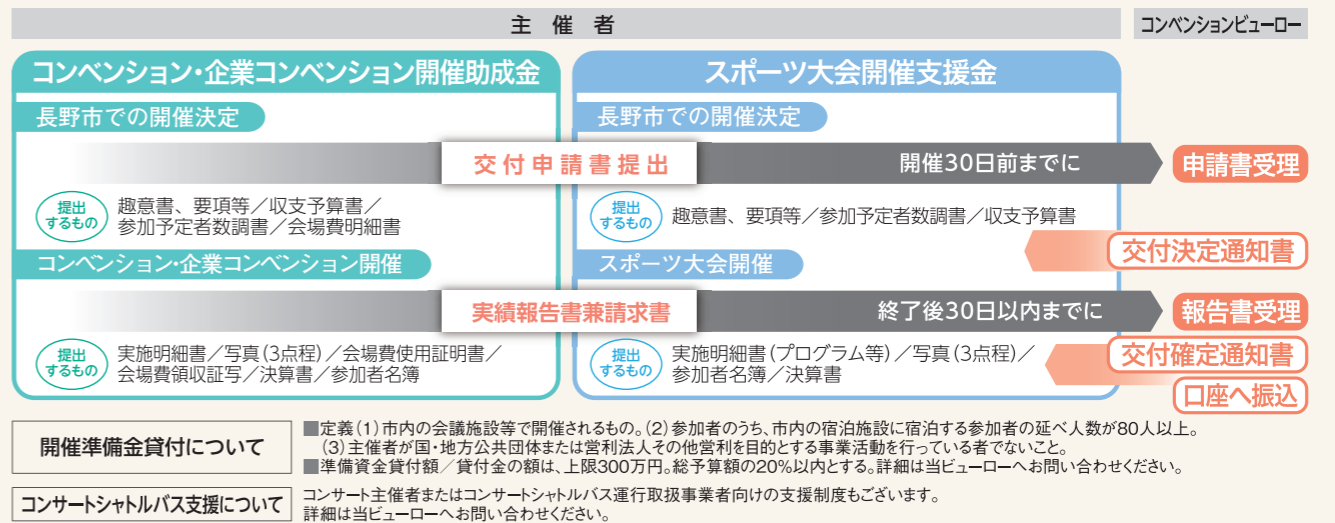 主催者
コンベンションビューロー
コンベンション・企業コンベンション開催助成金
スポーツ大会開催支援金
長野市での開催決定
長野市での開催決定
交付申請書提出
開催30日前までに
申請書受理
提出
するもの
趣意書、要項等／収支予算書／
参加予定者数調書／会場費明細書
提出
するもの
趣意書、要項等／参加予定者数調書／収支予算書
交付決定通知書
コンベンション・企業コンベンション開催
スポーツ大会開催
実績報告書兼請求書
終了後30日以内までに
報告書受理
提出
するもの
実施明細書／写真(3点程)／会場費使用証明書／
会場費領収証写／決算書／参加者名簿
提出
するもの
実施明細書(プログラム等)／写真(3点程)／
参加者名簿／決算書
交付確定通知書
口座へ振込
開催準備金貸付について
■定義(1)市内の会議施設等で開催されるもの。(2)参加者のうち、市内の宿泊施設に宿泊する参加者の延べ人数が80人以上。
(3)主催者が国・地方公共団体または営利法人その他営利を目的とする事業活動を行っている者でないこと。
■準備資金貸付額／貸付金の額は、上限300万円。総予算額の20%以内とする。詳細は当ビューローへお問い合わせください。
コンサートシャトルバス支援について
コンサート主催者またはコンサートシャトルバス運行取扱事業者向けの支援制度もございます。
詳細は当ビューローへお問い合わせください。